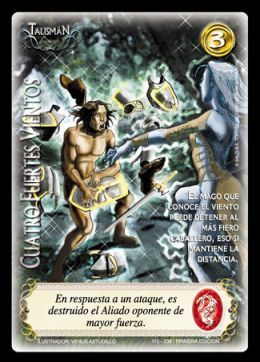 TALISMÁN
3
CUATRO FUERTES VIENTOS
EL MAGO QUE
CONOCE EL VIENTO
PUEDE DETENER AL
MÁS FIERO
CABALLERO, ESO SI
MANTIENE LA
DISTANCIA.
En respuesta a un ataque, es
destruido el Aliado oponente de
mayor fuerza.
ILUSTRADOR: VENUS ASTUDILLO
PRIMERA EDICIÓN